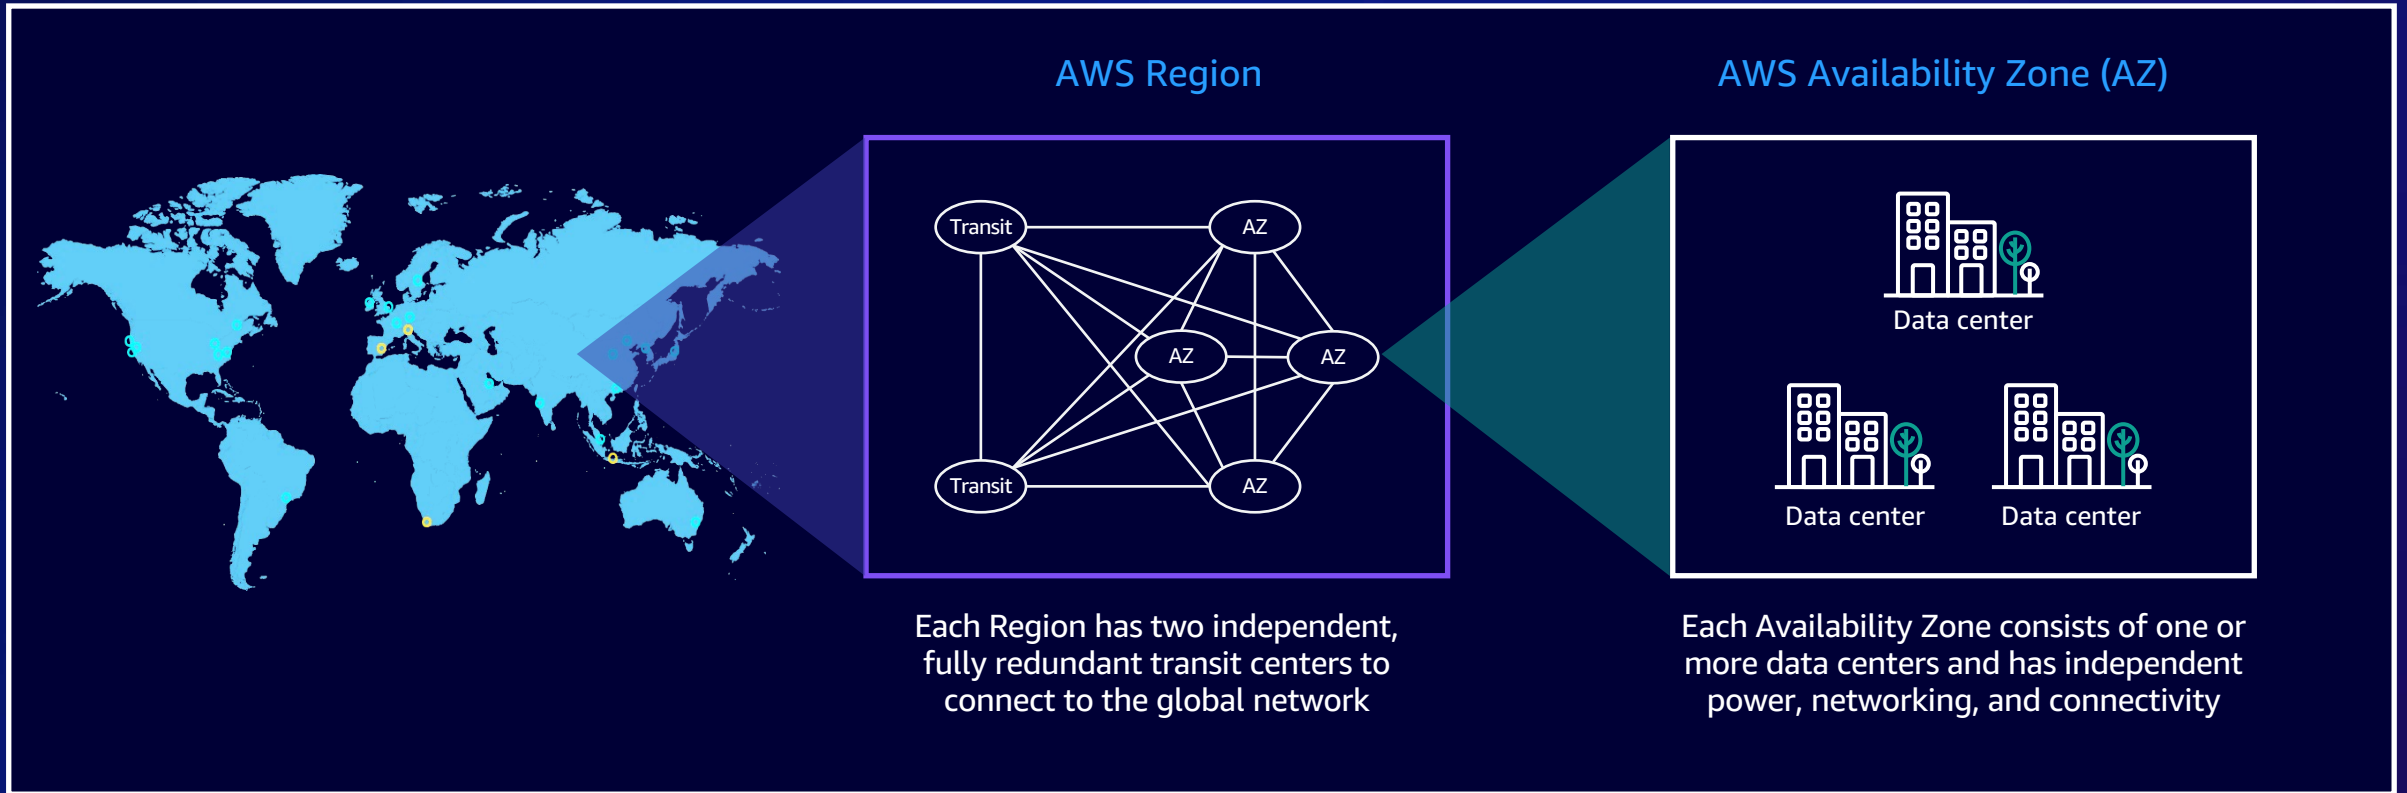 AWS Region
AWS Availability Zone (AZ)
Transit
AZ
AZ
AZ
Transit
AZ
Data center
Data center
Data center
Each Region has two independent,
fully redundant transit centers to
connect to the global network
Each Availability Zone consists of one or
more data centers and has independent
power, networking, and connectivity